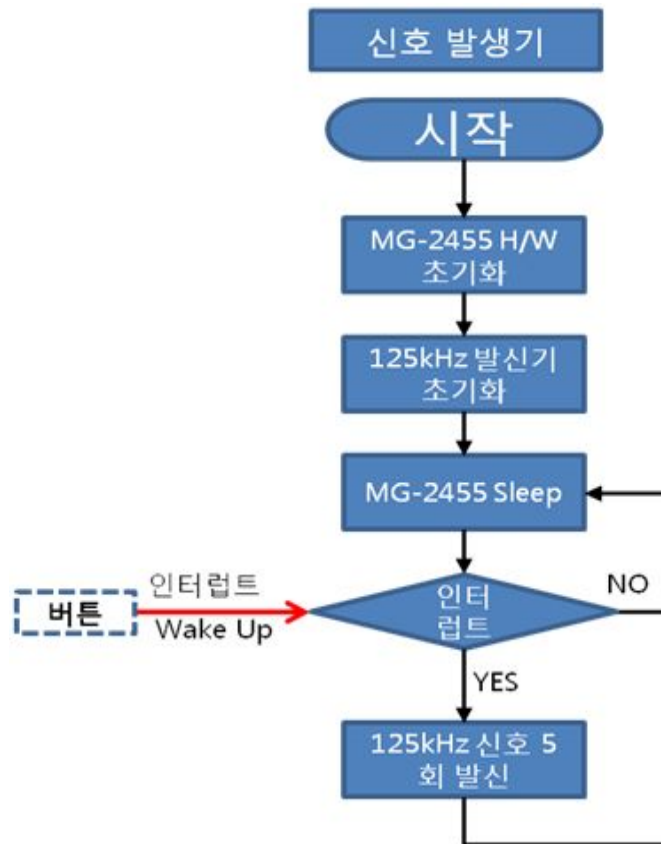 신호 발생기
시작
MG-2455 H/W
초기화
125kHz 발신기
초기화
MG-2455 Sleep
인터럽트
버튼
Wake Up
인터
럽트
NO
YES
125kHz 신호 5
회 발신